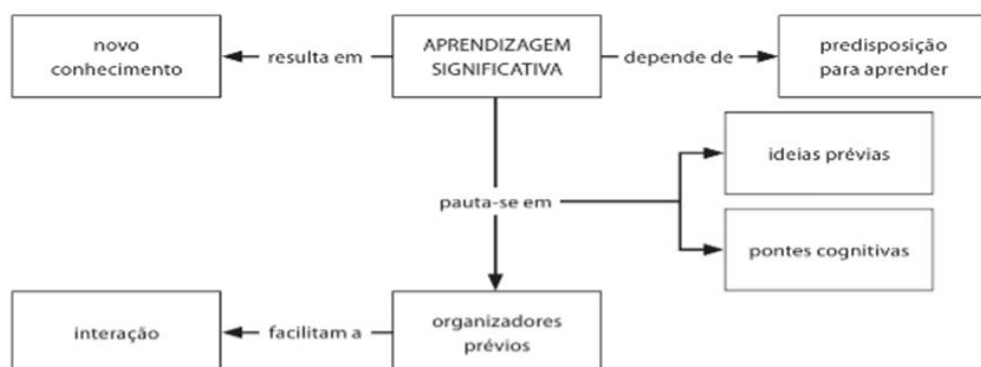 novo
conhecimento
resulta em
APRENDIZAGEM
SIGNIFICATIVA
depende de
predisposição
para aprender
ideias prévias
pauta-se em
pontes cognitivas
interação
facilitam a
organizadores
prévios